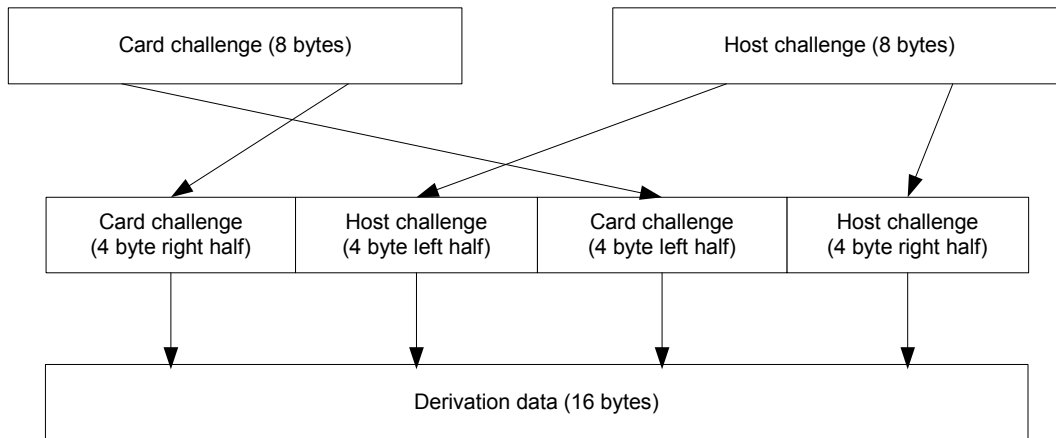 Card challenge (8 bytes)
Host challenge (8 bytes)
Card challenge
(4 byte right half)
Host challenge
(4 byte left half)
Card challenge
(4 byte left half)
Host challenge
(4 byte right half)
Derivation data (16 bytes)